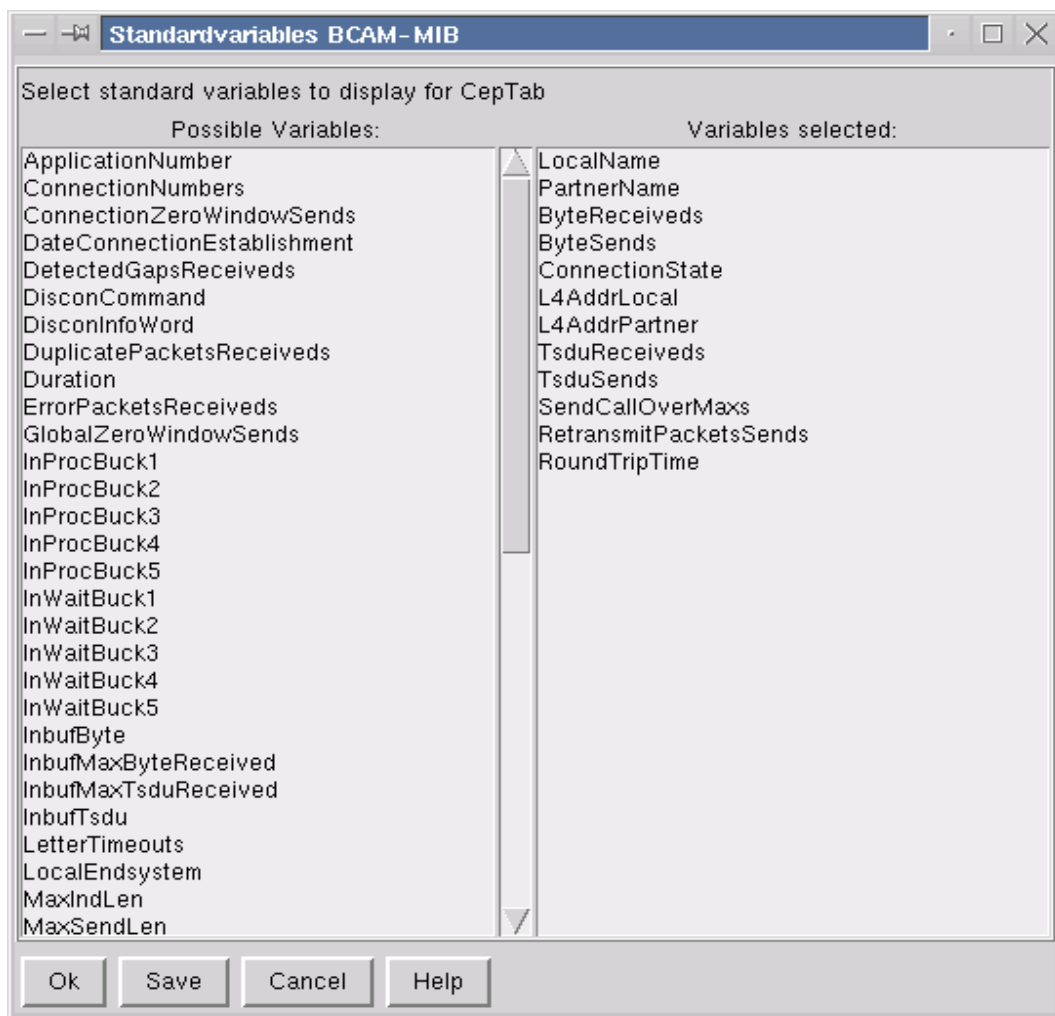 Standardvariables BCAM-MIB
Select standard variables to display for CepTab
Possible Variables:
ApplicationNumber
ConnectionNumbers
ConnectionZeroWindowSends
DateConnectionEstablishment
DetectedGapsReceiveds
DisconCommand
DisconInfoWord
DuplicatePacketsReceiveds
Duration
ErrorPacketsReceiveds
GlobalZeroWindowSends
InProcBuck1
InProcBuck2
InProcBuck3
InProcBuck4
InProcBuck5
InWaitBuck1
InWaitBuck2
InWaitBuck3
InWaitBuck4
InWaitBuck5
InbufByte
InbufMaxByteReceived
InbufMaxTsduReceived
InbufTsdu
LetterTimeouts
LocalEndsystem
MaxIndLen
MaxSendLen
Variables selected:
LocalName
PartnerName
ByteReceiveds
ByteSends
ConnectionState
L4AddrLocal
L4AddrPartner
TsduReceiveds
TsduSends
SendCallOverMaxs
RetransmitPacketsSends
RoundTripTime
Ok Save Cancel Help